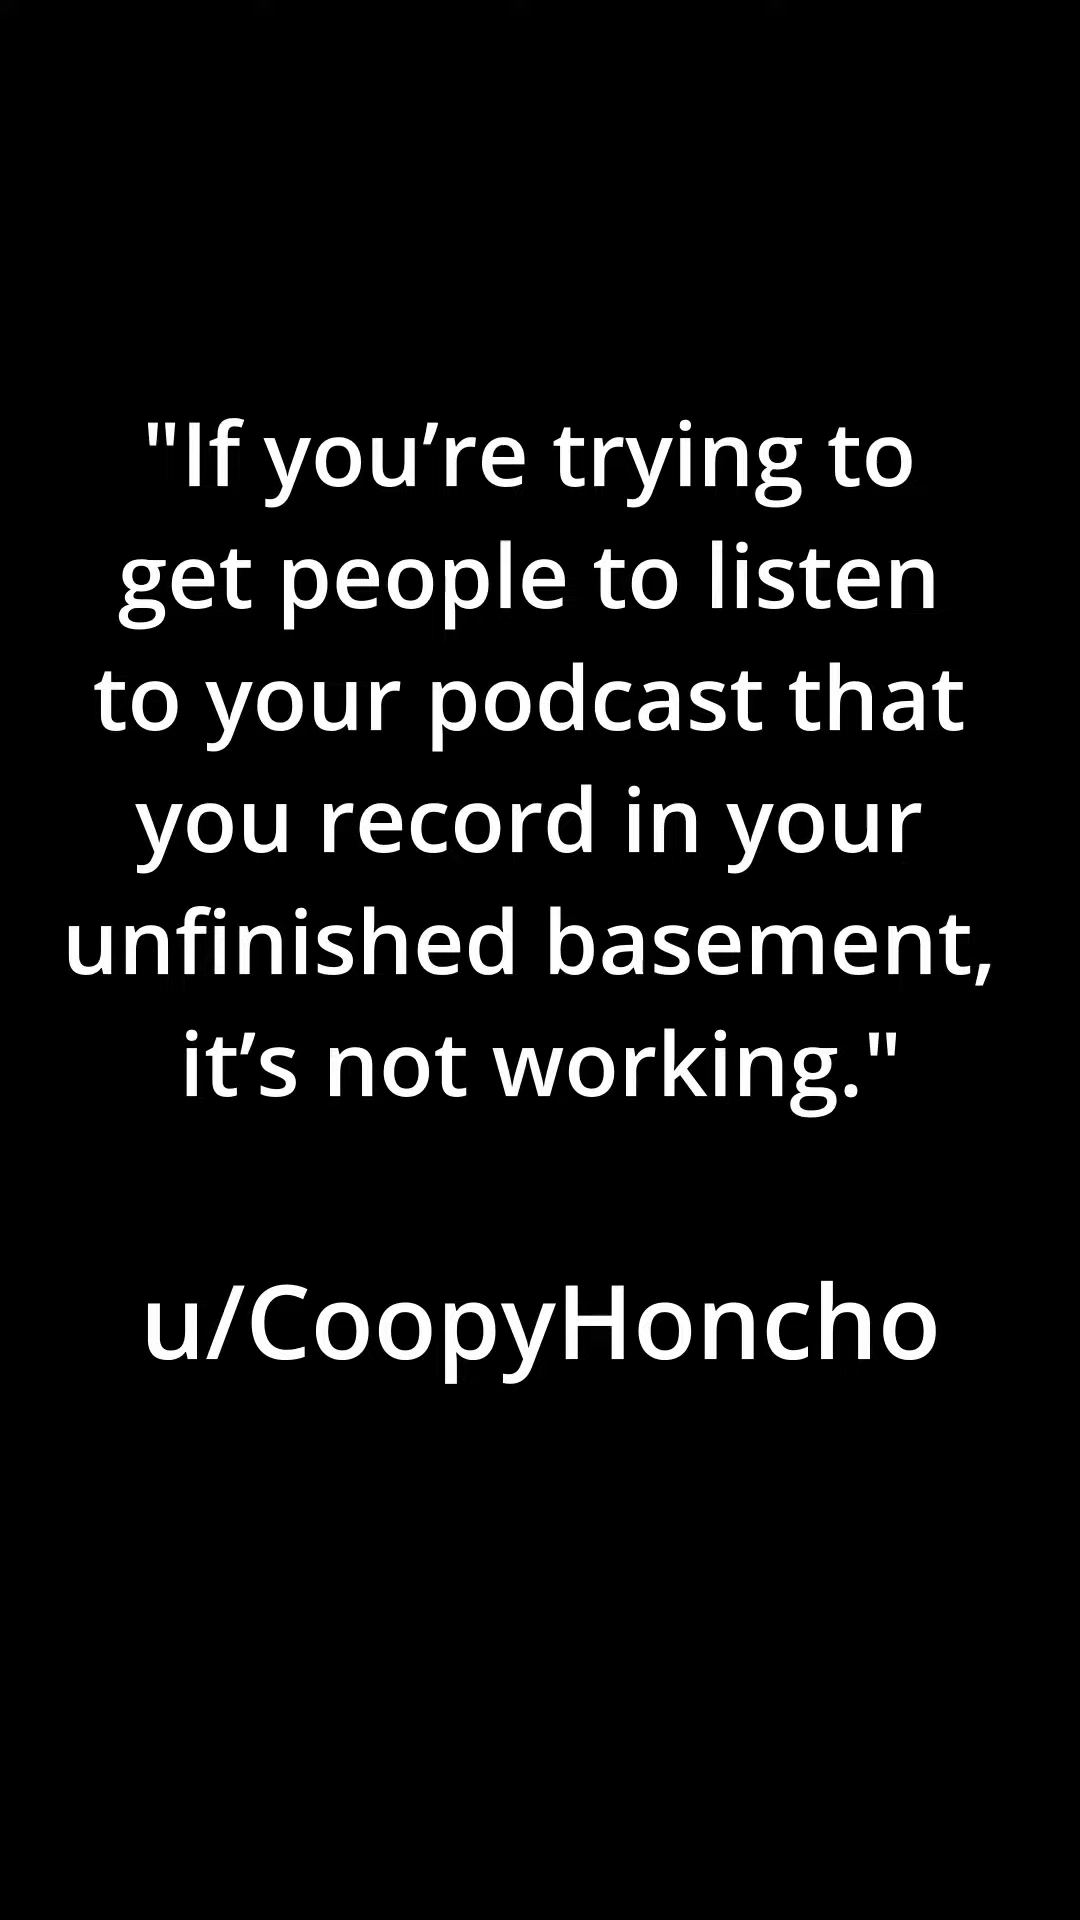 "If you’re trying to
get people to listen
to your podcast that
you record in your
unfinished basement,
it’s not working."
u/CoopyHoncho